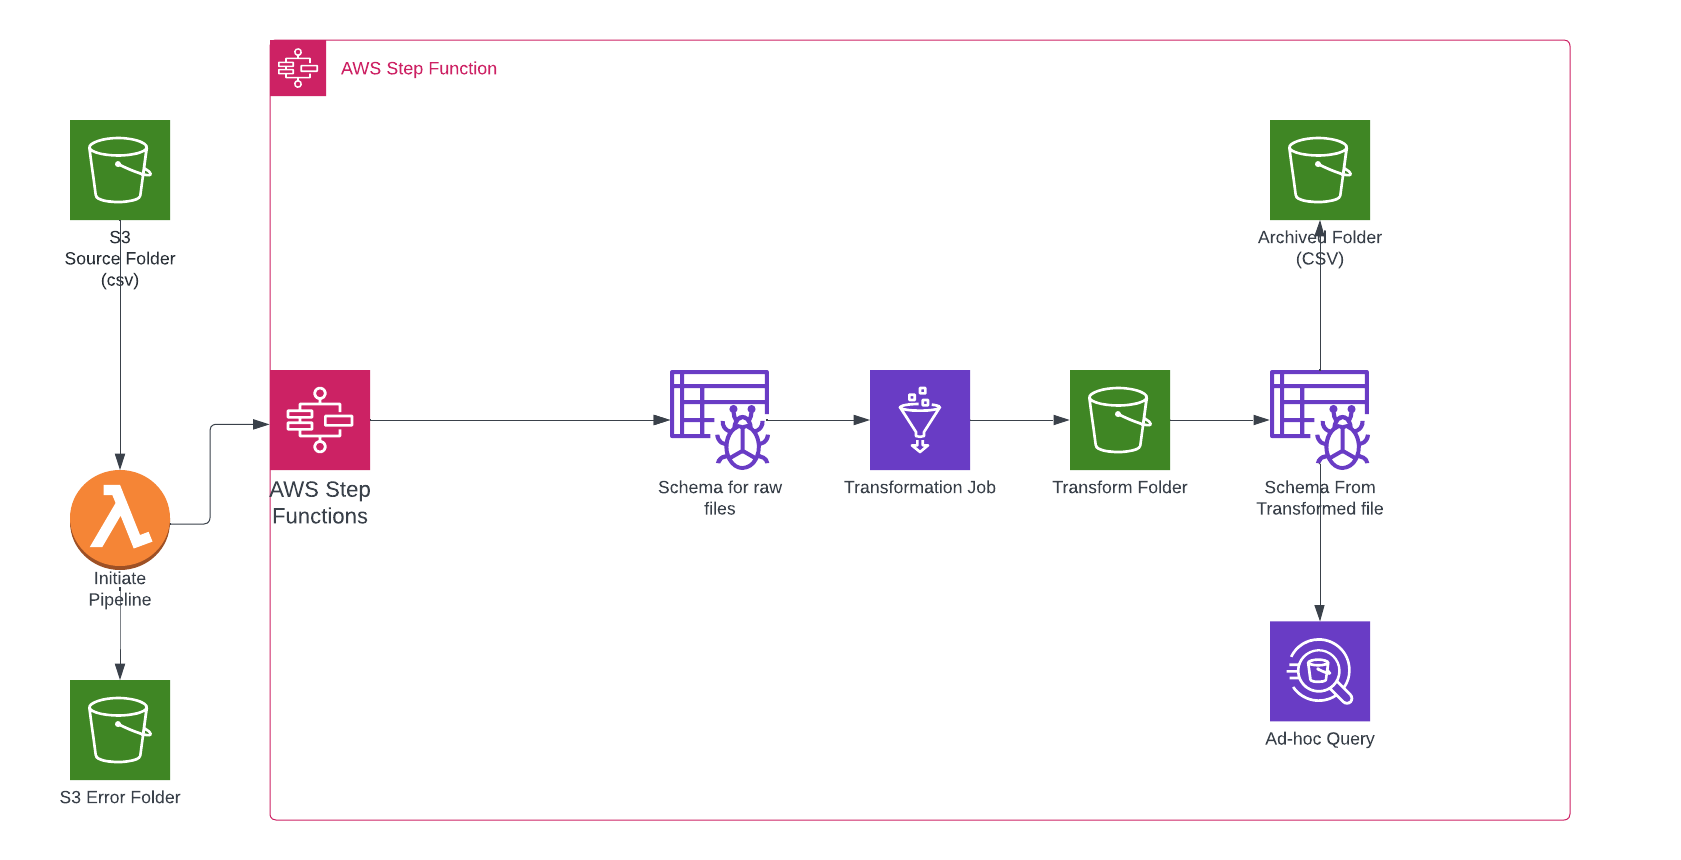 AWS Step Function
S3
Source Folder
(csv)
Archived Folder
(CSV)
AWS Step
Functions
Schema for raw
files
Transformation Job
Transform Folder
Schema From
Transformed file
Initiate
Pipeline
Ad-hoc Query
S3 Error Folder